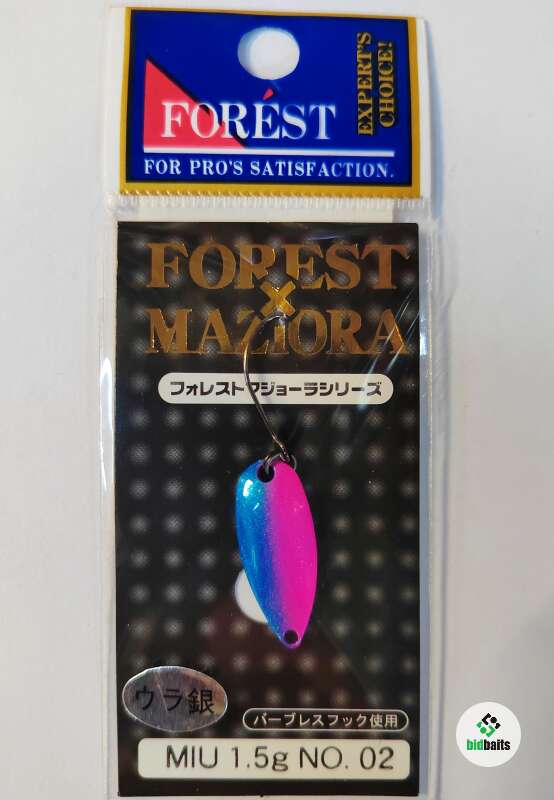 EXPERT'S
CHOICE!
FORÉST
FOR PRO'S SATISFACTION.
FOREST
×
MAZIORA
フォレストマジョーラシリーズ
ウラ銀
バーブレスフック使用
MIU 1.5g NO. 02
bidbaits